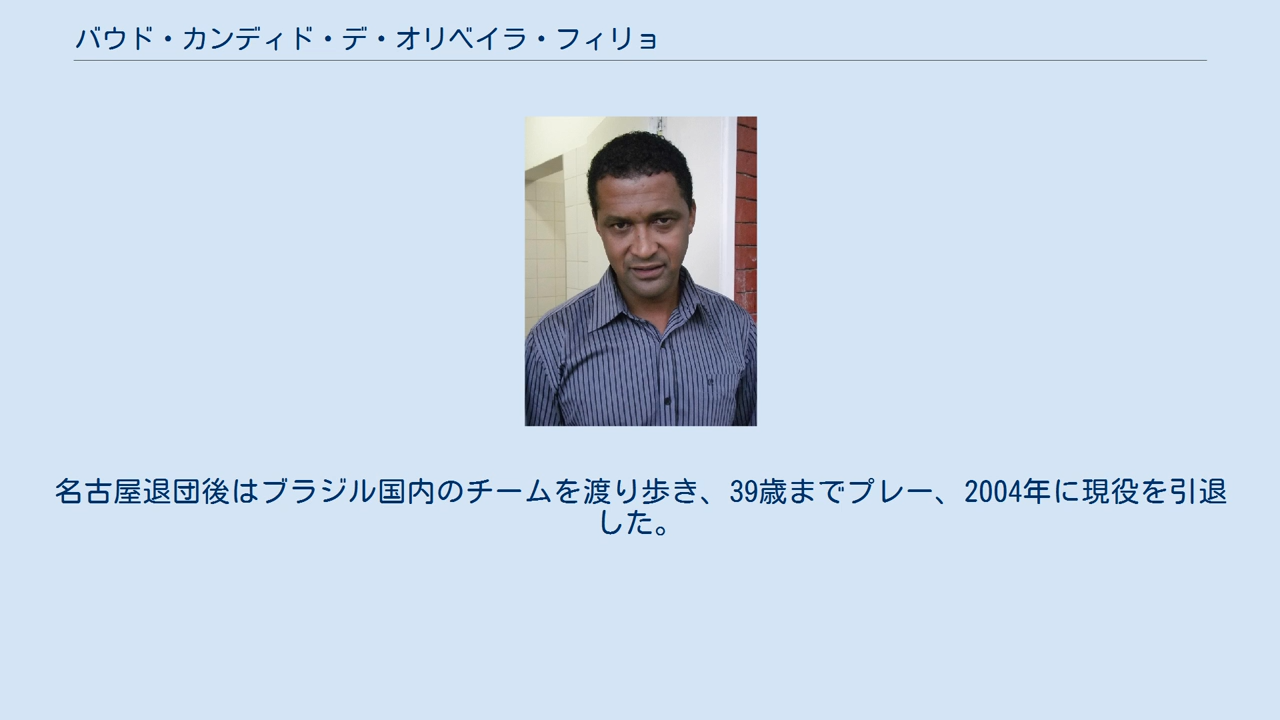 バウド・カンディド・デ・オリベイラ・フィリョ
名古屋退団後はブラジル国内のチームを渡り歩き、39歳までプレー、2004年に現役を引退
した。